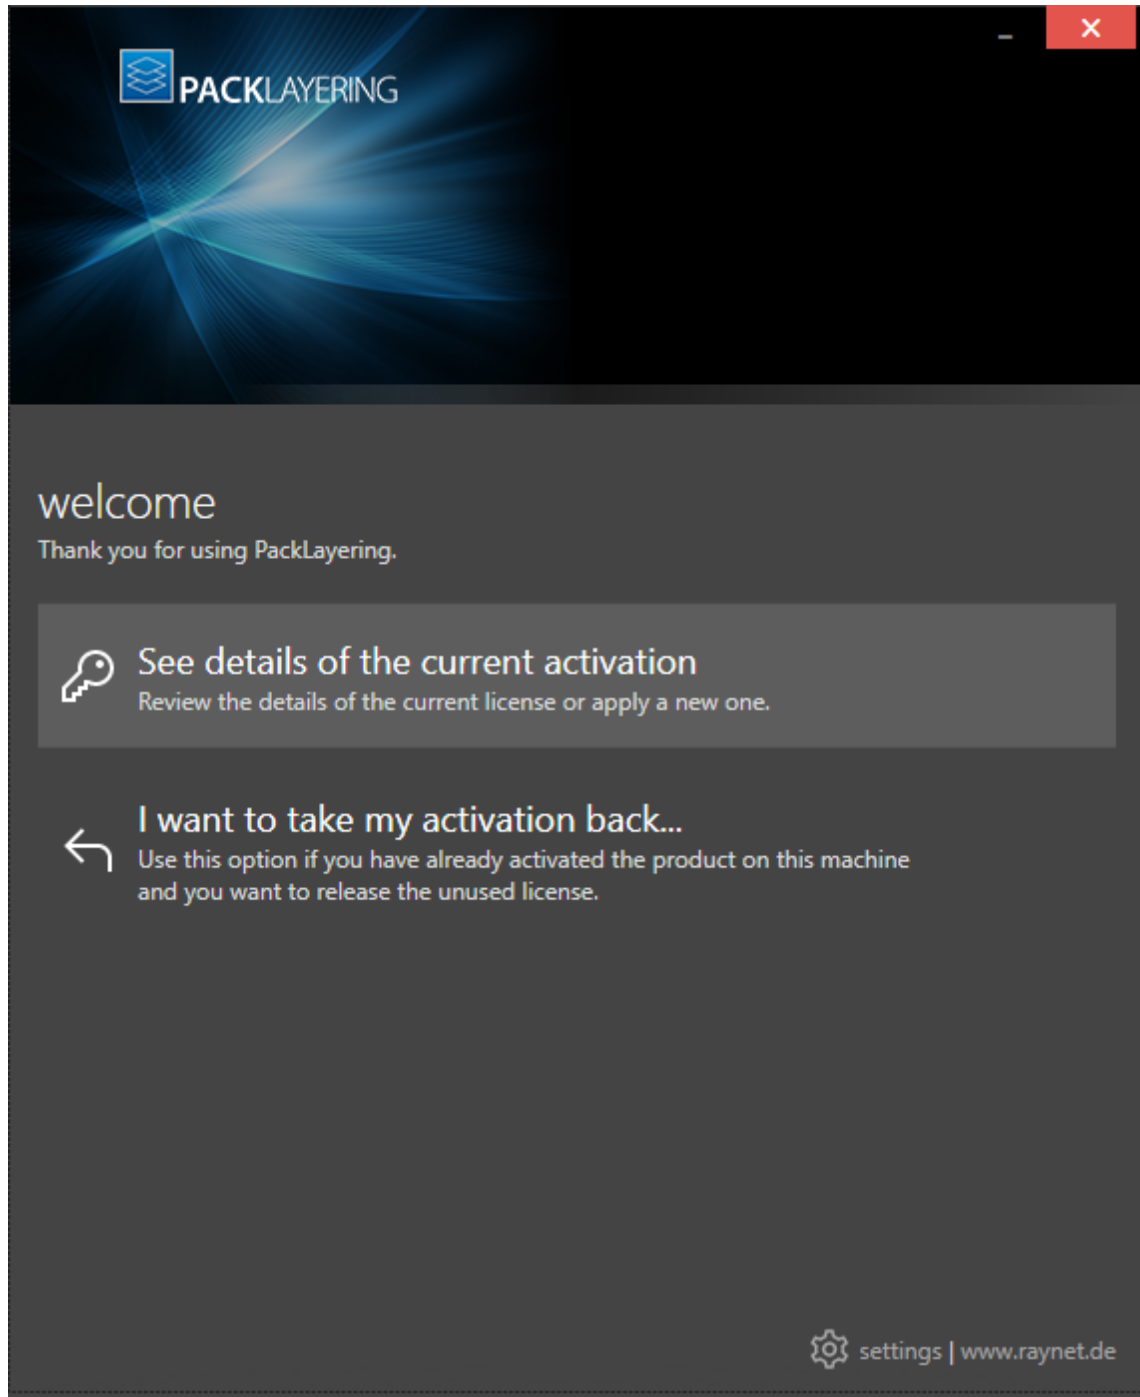 PACKLAYERING
welcome
Thank you for using PackLayering.
See details of the current activation
Review the details of the current license or apply a new one.
I want to take my activation back...
Use this option if you have already activated the product on this machine
and you want to release the unused license.
settings | www.raynet.de